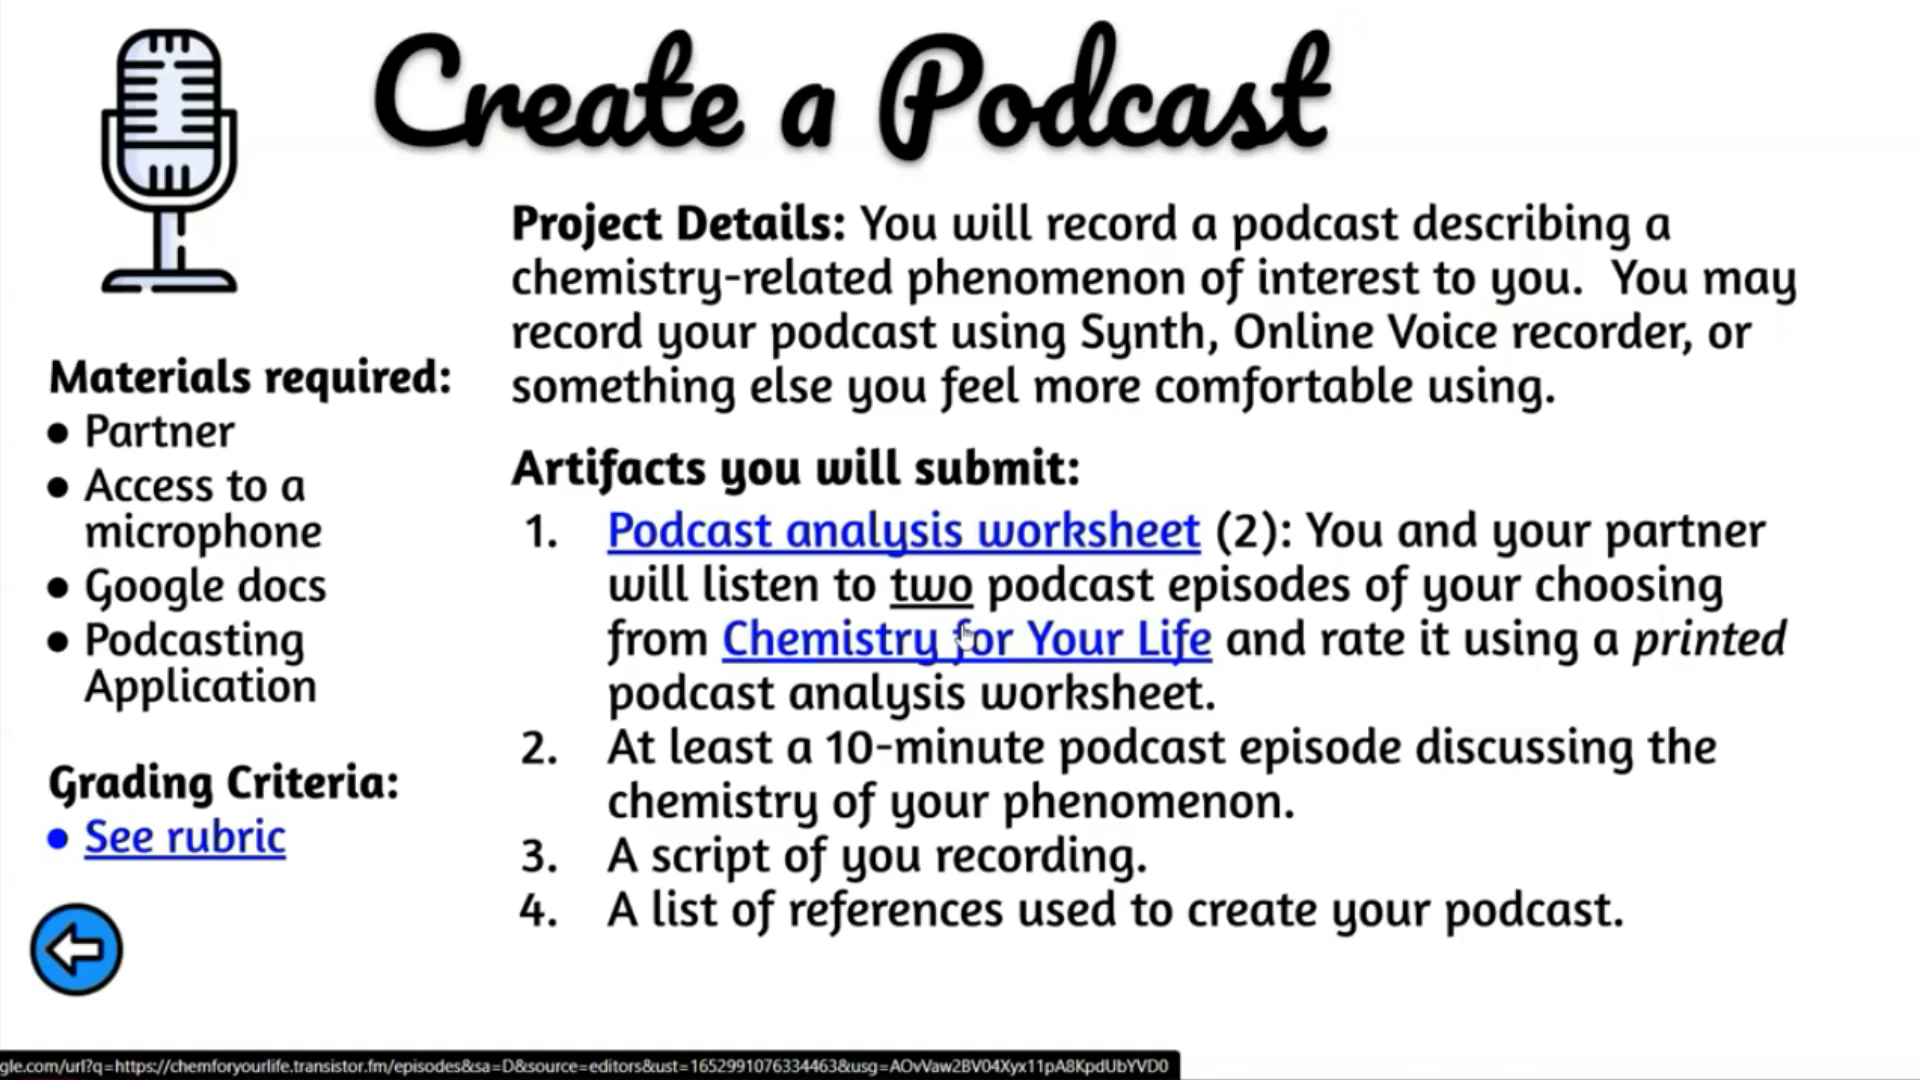 Create a Podcast
Project Details: You will record a podcast describing a
chemistry-related phenomenon of interest to you. You may
record your podcast using Synth, Online Voice recorder, or
something else you feel more comfortable using.
Materials required:
● Partner
● Access to a
microphone
● Google docs
● Podcasting
Application
Grading Criteria:
● See rubric
Artifacts you will submit:
1. Podcast analysis worksheet (2): You and your partner
will listen to two podcast episodes of your choosing
from Chemistry for Your Life and rate it using a printed
podcast analysis worksheet.
2. At least a 10-minute podcast episode discussing the
chemistry of your phenomenon.
3. A script of you recording.
4. A list of references used to create your podcast.
gle.com/url?q=https://chemforyourlife.transistor.fm/episodes&sa=D&source=editors&ust=1652991076334463&usg=AOvVaw2BV04Xyx11pA8KpdUbYVD0